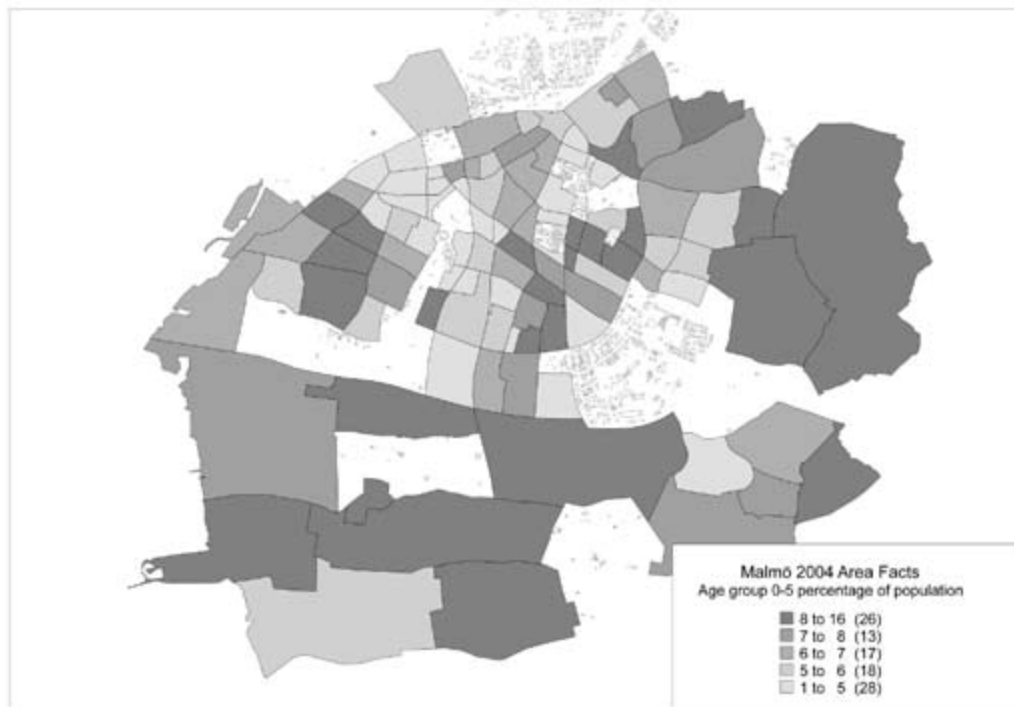 Malmö 2004 Area Facts
Age group 0-5 percentage of population
8 to 16 (26)
7 to 8 (13)
6 to 7 (17)
5 to 6 (18)
1 to 5 (28)